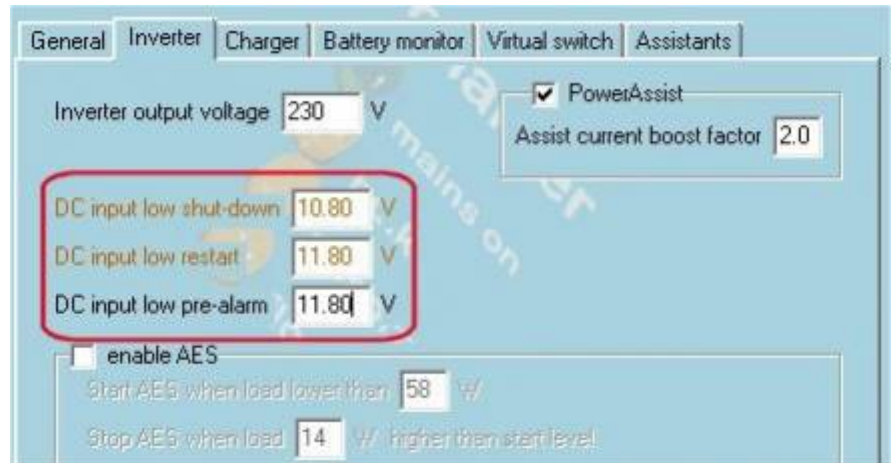 General Inverter Charger Battery monitor Virtual switch Assistants
Inverter output voltage 230 V
PowerAssist
Assist current boost factor 2.0
DC input low shut-down 10.80 V
DC input low restart 11.80 V
DC input low pre-alarm 11.80 V
enable AES
Start AES when load lower than 58 W
Stop AES when load 14 W higher than start level
mains on